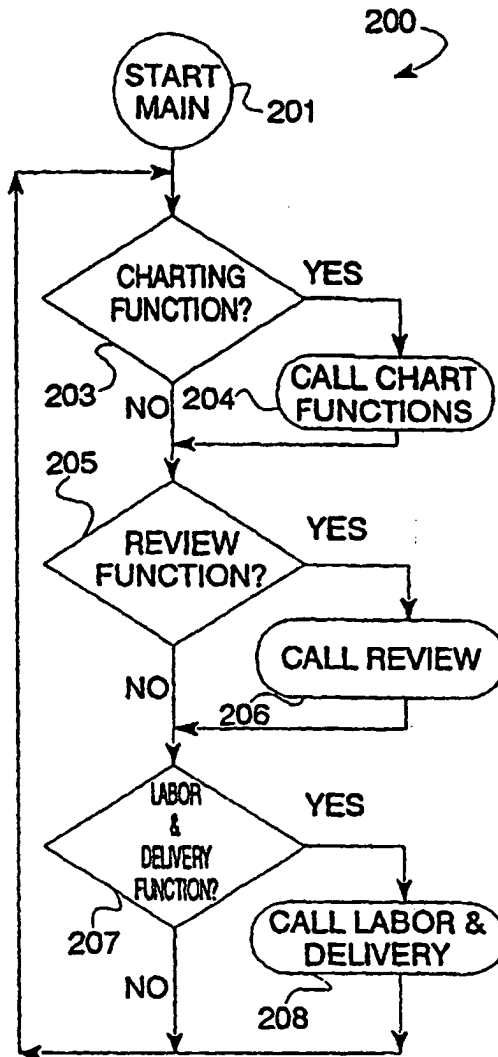 200
START
MAIN
201
CHARTING
FUNCTION?
YES
203
NO
204
CALL CHART
FUNCTIONS
205
REVIEW
FUNCTION?
YES
CALL REVIEW
NO
206
LABOR
&
DELIVERY
FUNCTION?
YES
207
CALL LABOR &
DELIVERY
NO
208